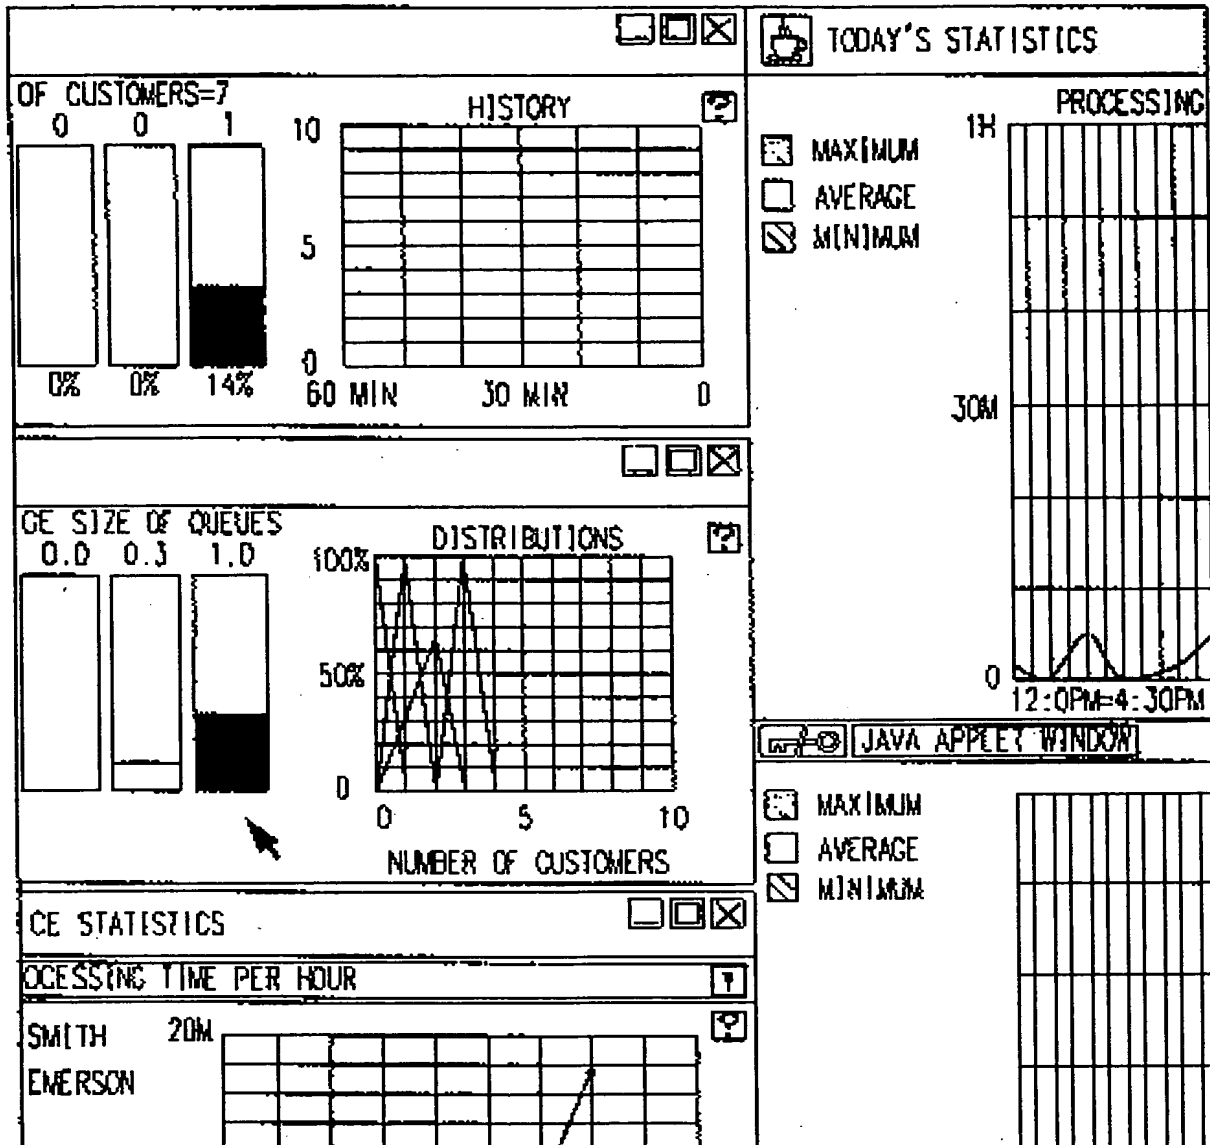 OF CUSTOMERS=7
0 0 1
0% 0% 14%
HISTORY
10
5
0
60 MIN 30 MIN 0
TODAY'S STATISTICS
PROCESSING
MAXIMUM
AVERAGE
MINIMUM
1H
30M
0
12:0PM=4:30PM
GE SIZE OF QUEUES
0.0 0.3 1.0
DISTRIBUTIONS
100%
50%
0
0 5 10
NUMBER OF CUSTOMERS
JAVA APPLET WINDOW
MAXIMUM
AVERAGE
MINIMUM
CE STATISTICS
OCESSING TIME PER HOUR
SMITH
EMERSON
20M